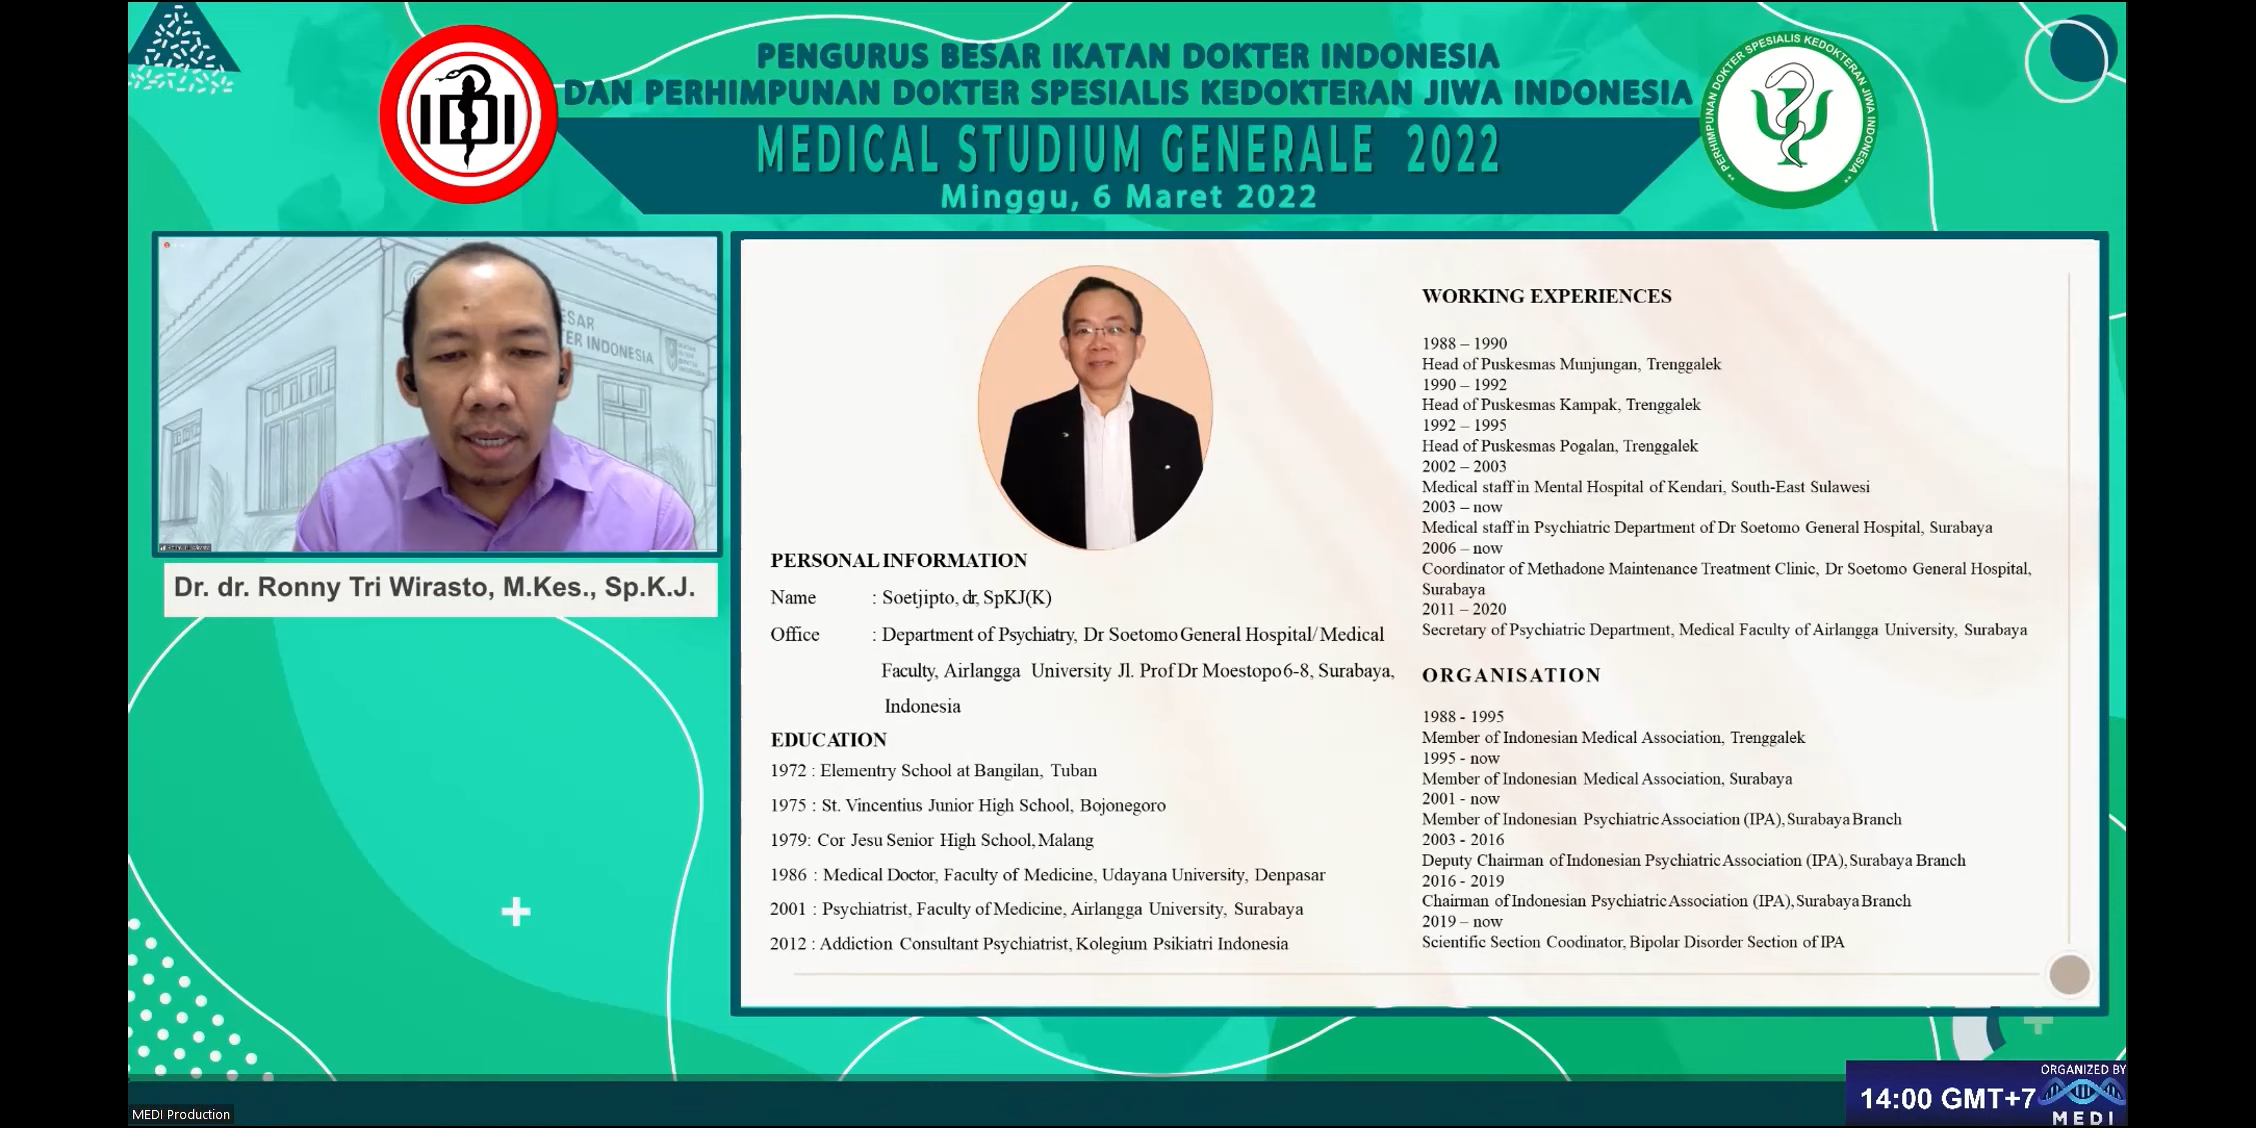 PENGURUS BESAR IKATAN DOKTER INDONESIA
DAN PERHIMPUNAN DOKTER SPESIALIS KEDOKTERAN JIWA INDONESIA
MEDICAL STUDIUM GENERALE 2022
Minggu, 6 Maret 2022
IDI
** PERHIMPUNAN DOKTER SPESIALIS KEDOKTERAN JIWA INDONESIA **
ESAR
TER INDONESIA
Dr. dr. Ronny Tri Wirasto, M.Kes., Sp.K.J.
PERSONAL INFORMATION
Name : Soetjipto, dr, SpKJ(K)
Office : Department of Psychiatry, Dr Soetomo General Hospital/ Medical
Faculty, Airlangga University Jl. Prof Dr Moestopo 6-8, Surabaya,
Indonesia
EDUCATION
1972 : Elementry School at Bangilan, Tuban
1975 : St. Vincentius Junior High School, Bojonegoro
1979: Cor Jesu Senior High School, Malang
1986 : Medical Doctor, Faculty of Medicine, Udayana University, Denpasar
2001 : Psychiatrist, Faculty of Medicine, Airlangga University, Surabaya
2012 : Addiction Consultant Psychiatrist, Kolegium Psikiatri Indonesia
WORKING EXPERIENCES
1988 – 1990
Head of Puskesmas Munjungan, Trenggalek
1990 – 1992
Head of Puskesmas Kampak, Trenggalek
1992 – 1995
Head of Puskesmas Pogalan, Trenggalek
2002 – 2003
Medical staff in Mental Hospital of Kendari, South-East Sulawesi
2003 – now
Medical staff in Psychiatric Department of Dr Soetomo General Hospital, Surabaya
2006 – now
Coordinator of Methadone Maintenance Treatment Clinic, Dr Soetomo General Hospital,
Surabaya
2011 – 2020
Secretary of Psychiatric Department, Medical Faculty of Airlangga University, Surabaya
ORGANISATION
1988 - 1995
Member of Indonesian Medical Association, Trenggalek
1995 - now
Member of Indonesian Medical Association, Surabaya
2001 - now
Member of Indonesian Psychiatric Association (IPA), Surabaya Branch
2003 - 2016
Deputy Chairman of Indonesian Psychiatric Association (IPA), Surabaya Branch
2016 - 2019
Chairman of Indonesian Psychiatric Association (IPA), Surabaya Branch
2019 – now
Scientific Section Coodinator, Bipolar Disorder Section of IPA
MEDI Production
14:00 GMT+7
ORGANIZED BY
MEDI